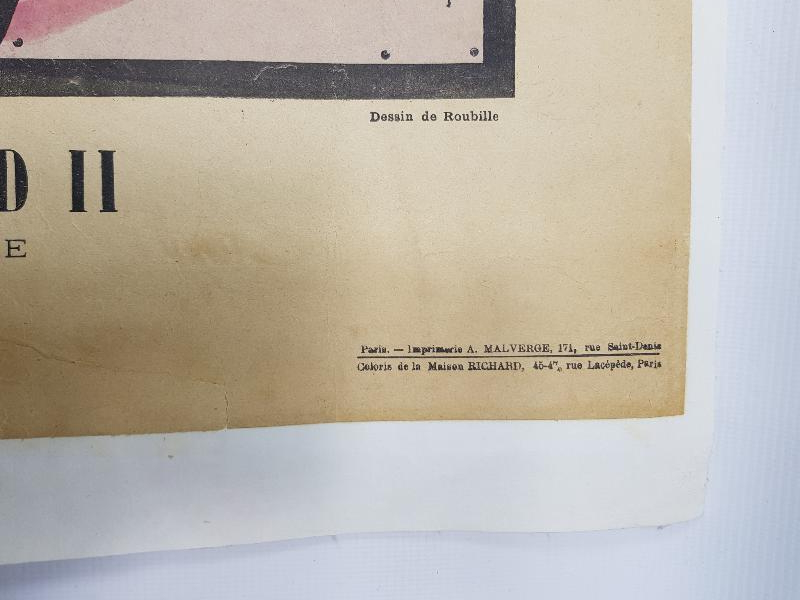 Dessin de Roubille
D II
E
Paris. — Imprimerie A. MALVERGE, 171, rue Saint-Denis
Coloris de la Maison RICHARD, 45-47, rue Lacépède, Paris